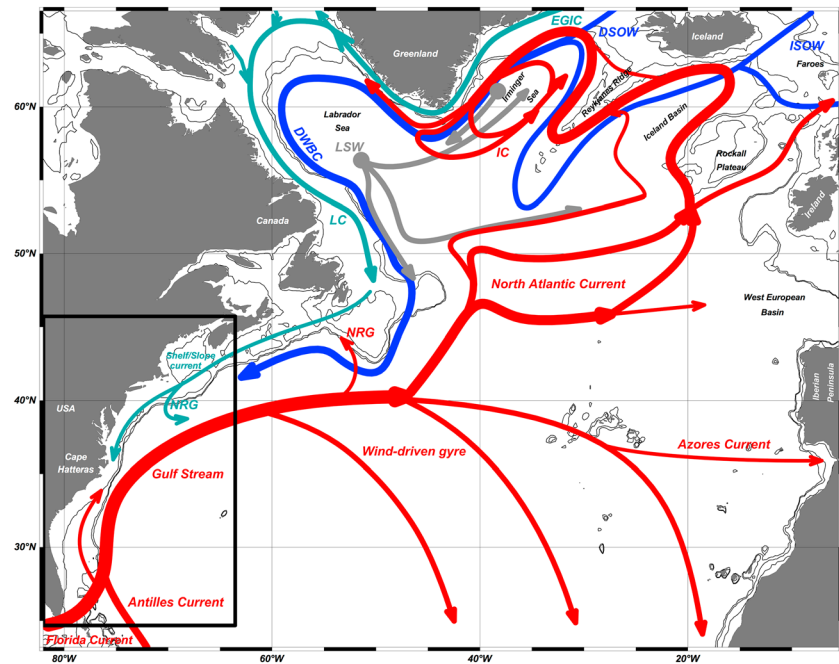 EGIC
DSOW
Iceland
ISOW
Faroes
Greenland
Irminger
Sea
Reykjanes Ridge
Iceland Basin
60°N
Labrador
Sea
DWBC
LSW
IC
Rockall
Plateau
Ireland
Canada
LC
50°N
North Atlantic Current
West European
Basin
NRG
Shelf/Slope
current
Iberian
Peninsula
40°N
USA
NRG
Cape
Hatteras
Gulf Stream
Wind-driven gyre
Azores Current
30°N
Antilles Current
Florida Current
80°W
60°W
40°W
20°W